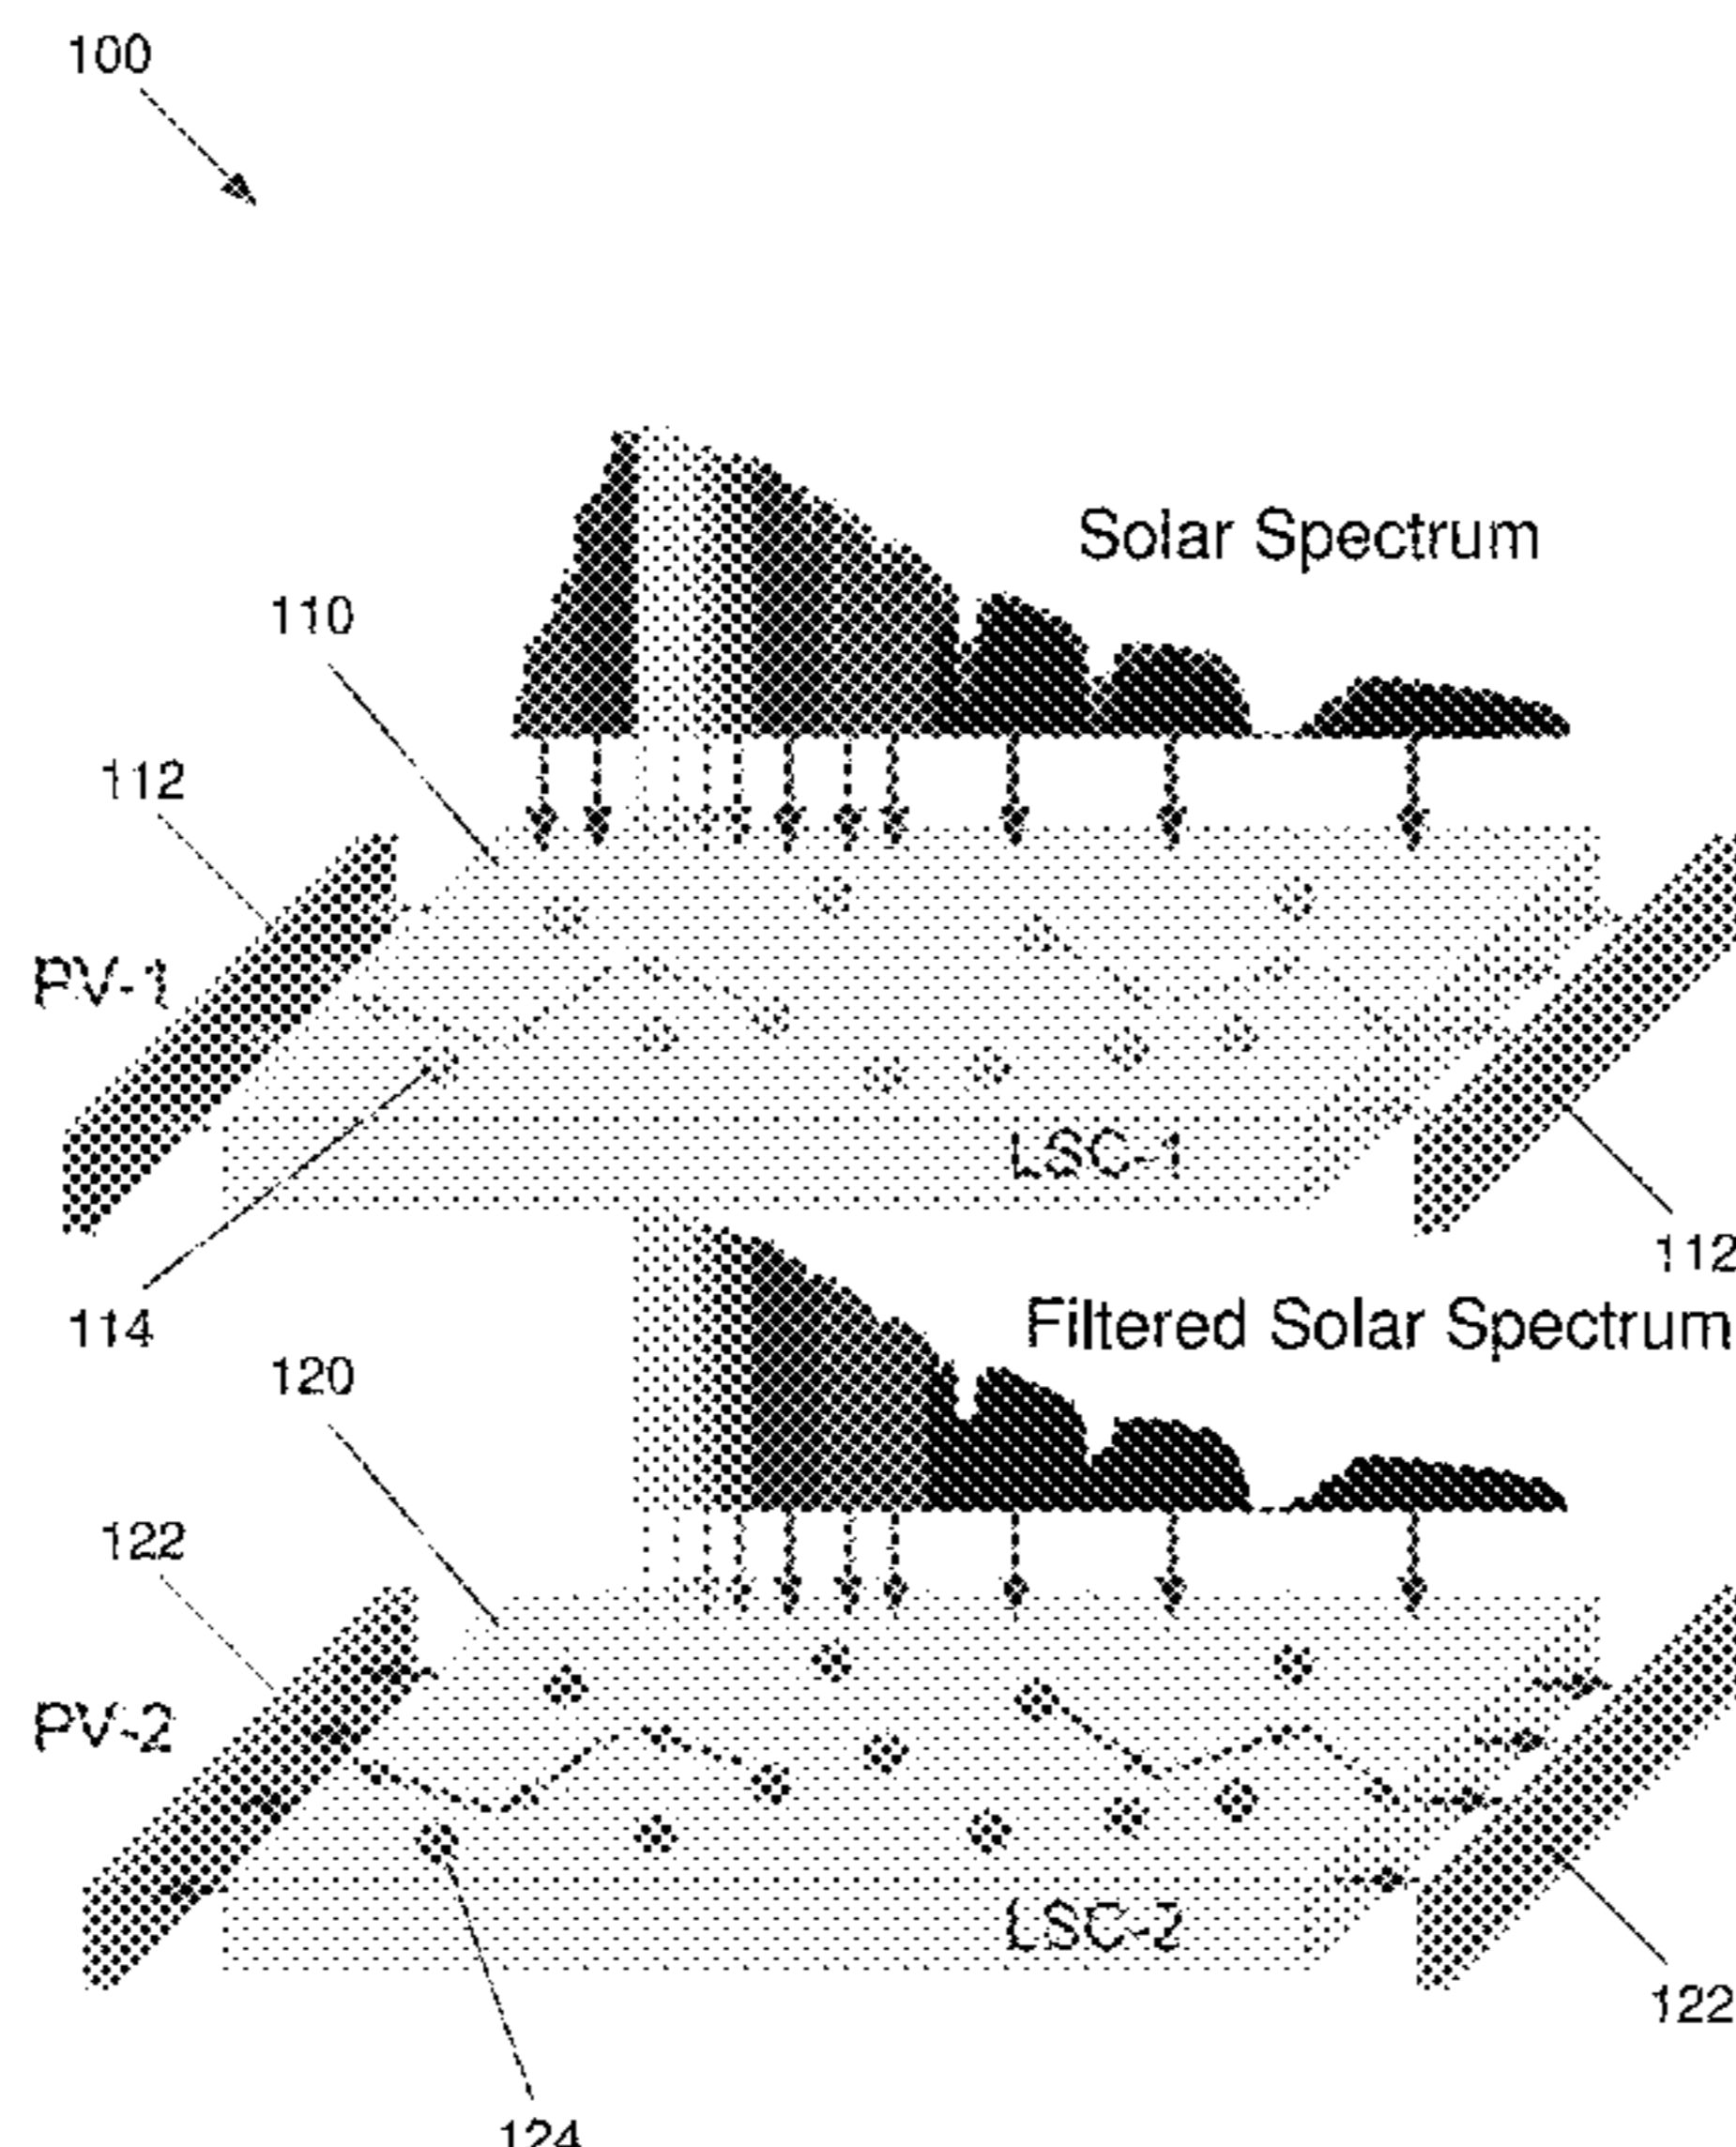 100
Solar Spectrum
110
112
PV-1
LSC-1
112
114
Filtered Solar Spectrum
120
122
PV-2
LSC-2
122
124